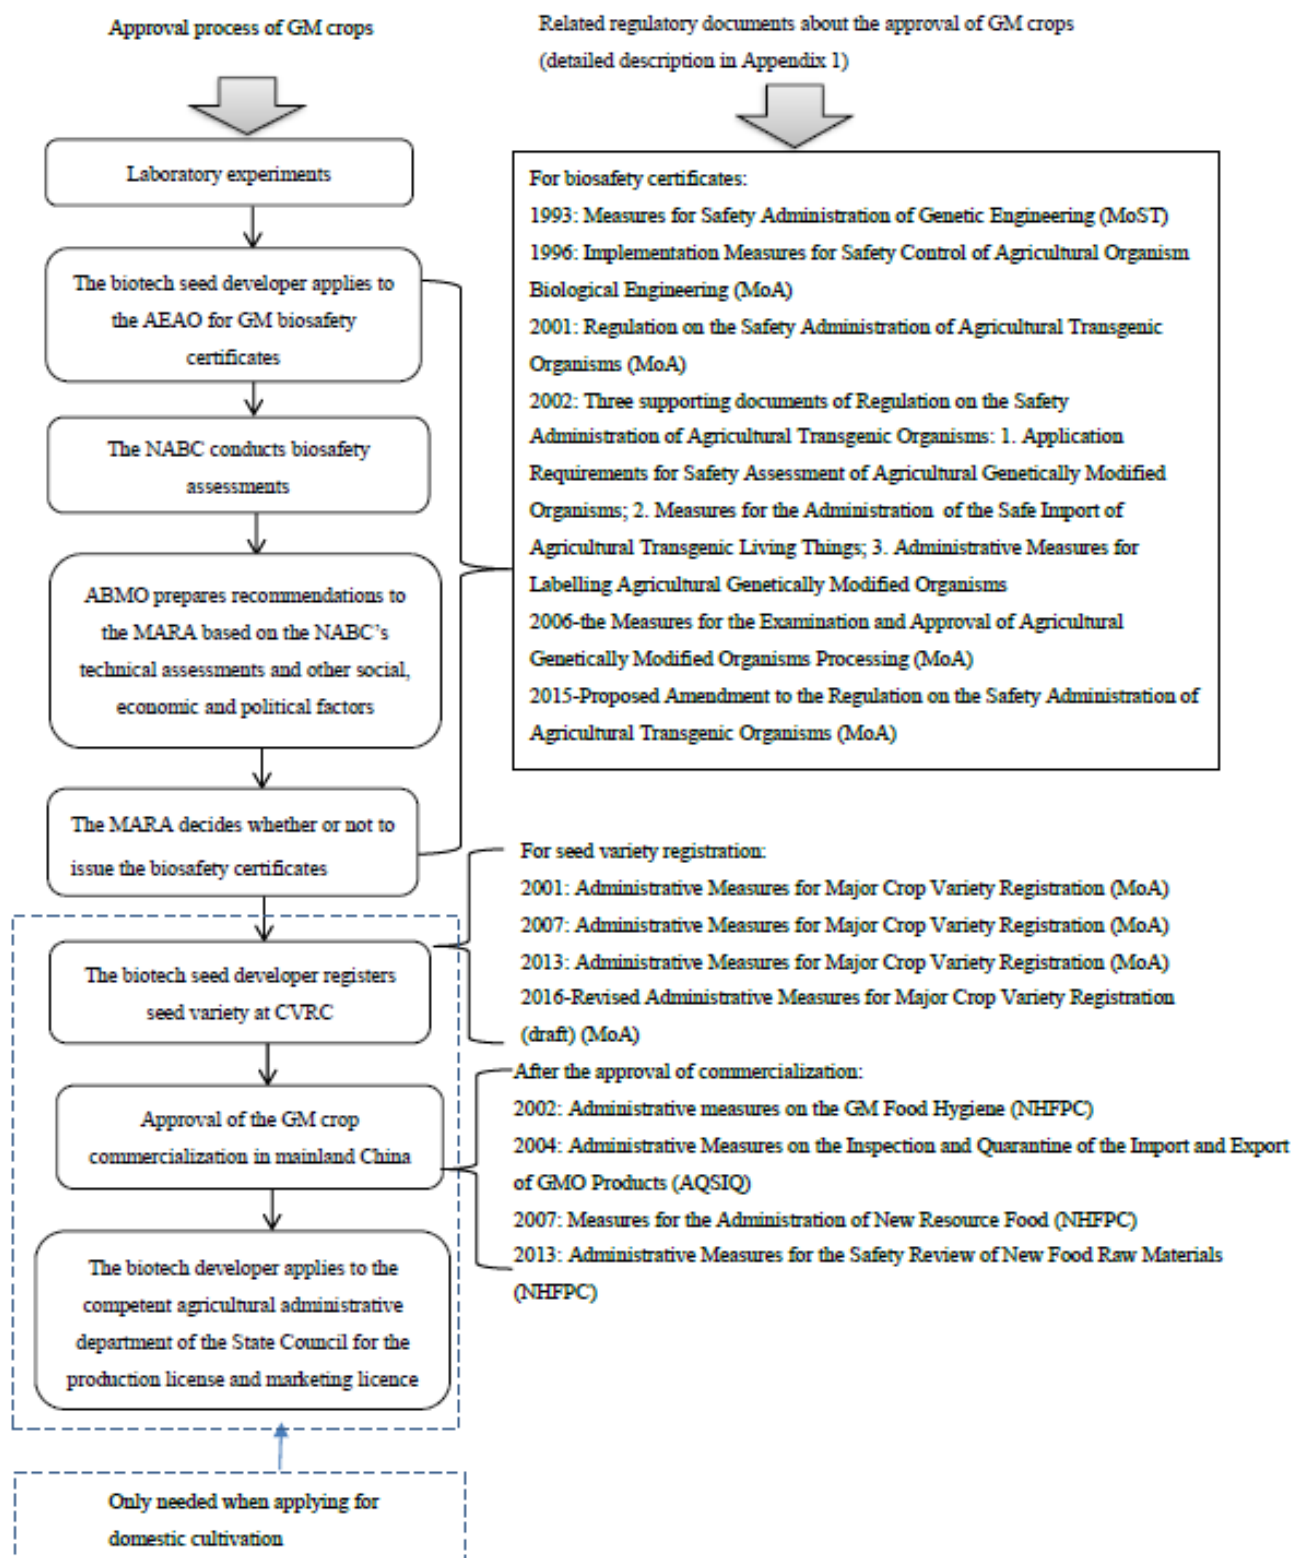 Approval process of GM crops
Laboratory experiments
The biotech seed developer applies to
the AEAO for GM biosafety
certificates
The NABC conducts biosafety
assessments
ABMO prepares recommendations to
the MARA based on the NABC's
technical assessments and other social,
economic and political factors
The MARA decides whether or not to
issue the biosafety certificates
The biotech seed developer registers
seed variety at CVRC
Approval of the GM crop
commercialization in mainland China
The biotech developer applies to the
competent agricultural administrative
department of the State Council for the
production license and marketing licence
Only needed when applying for
domestic cultivation
Related regulatory documents about the approval of GM crops
(detailed description in Appendix 1)
For biosafety certificates:
1993: Measures for Safety Administration of Genetic Engineering (MoST)
1996: Implementation Measures for Safety Control of Agricultural Organism
Biological Engineering (MoA)
2001: Regulation on the Safety Administration of Agricultural Transgenic
Organisms (MoA)
2002: Three supporting documents of Regulation on the Safety
Administration of Agricultural Transgenic Organisms: 1. Application
Requirements for Safety Assessment of Agricultural Genetically Modified
Organisms; 2. Measures for the Administration of the Safe Import of
Agricultural Transgenic Living Things; 3. Administrative Measures for
Labelling Agricultural Genetically Modified Organisms
2006-the Measures for the Examination and Approval of Agricultural
Genetically Modified Organisms Processing (MoA)
2015-Proposed Amendment to the Regulation on the Safety Administration of
Agricultural Transgenic Organisms (MoA)
For seed variety registration:
2001: Administrative Measures for Major Crop Variety Registration (MoA)
2007: Administrative Measures for Major Crop Variety Registration (MoA)
2013: Administrative Measures for Major Crop Variety Registration (MoA)
2016-Revised Administrative Measures for Major Crop Variety Registration
(draft) (MoA)
After the approval of commercialization:
2002: Administrative measures on the GM Food Hygiene (NHFPC)
2004: Administrative Measures on the Inspection and Quarantine of the Import and Export
of GMO Products (AQSIQ)
2007: Measures for the Administration of New Resource Food (NHFPC)
2013: Administrative Measures for the Safety Review of New Food Raw Materials
(NHFPC)